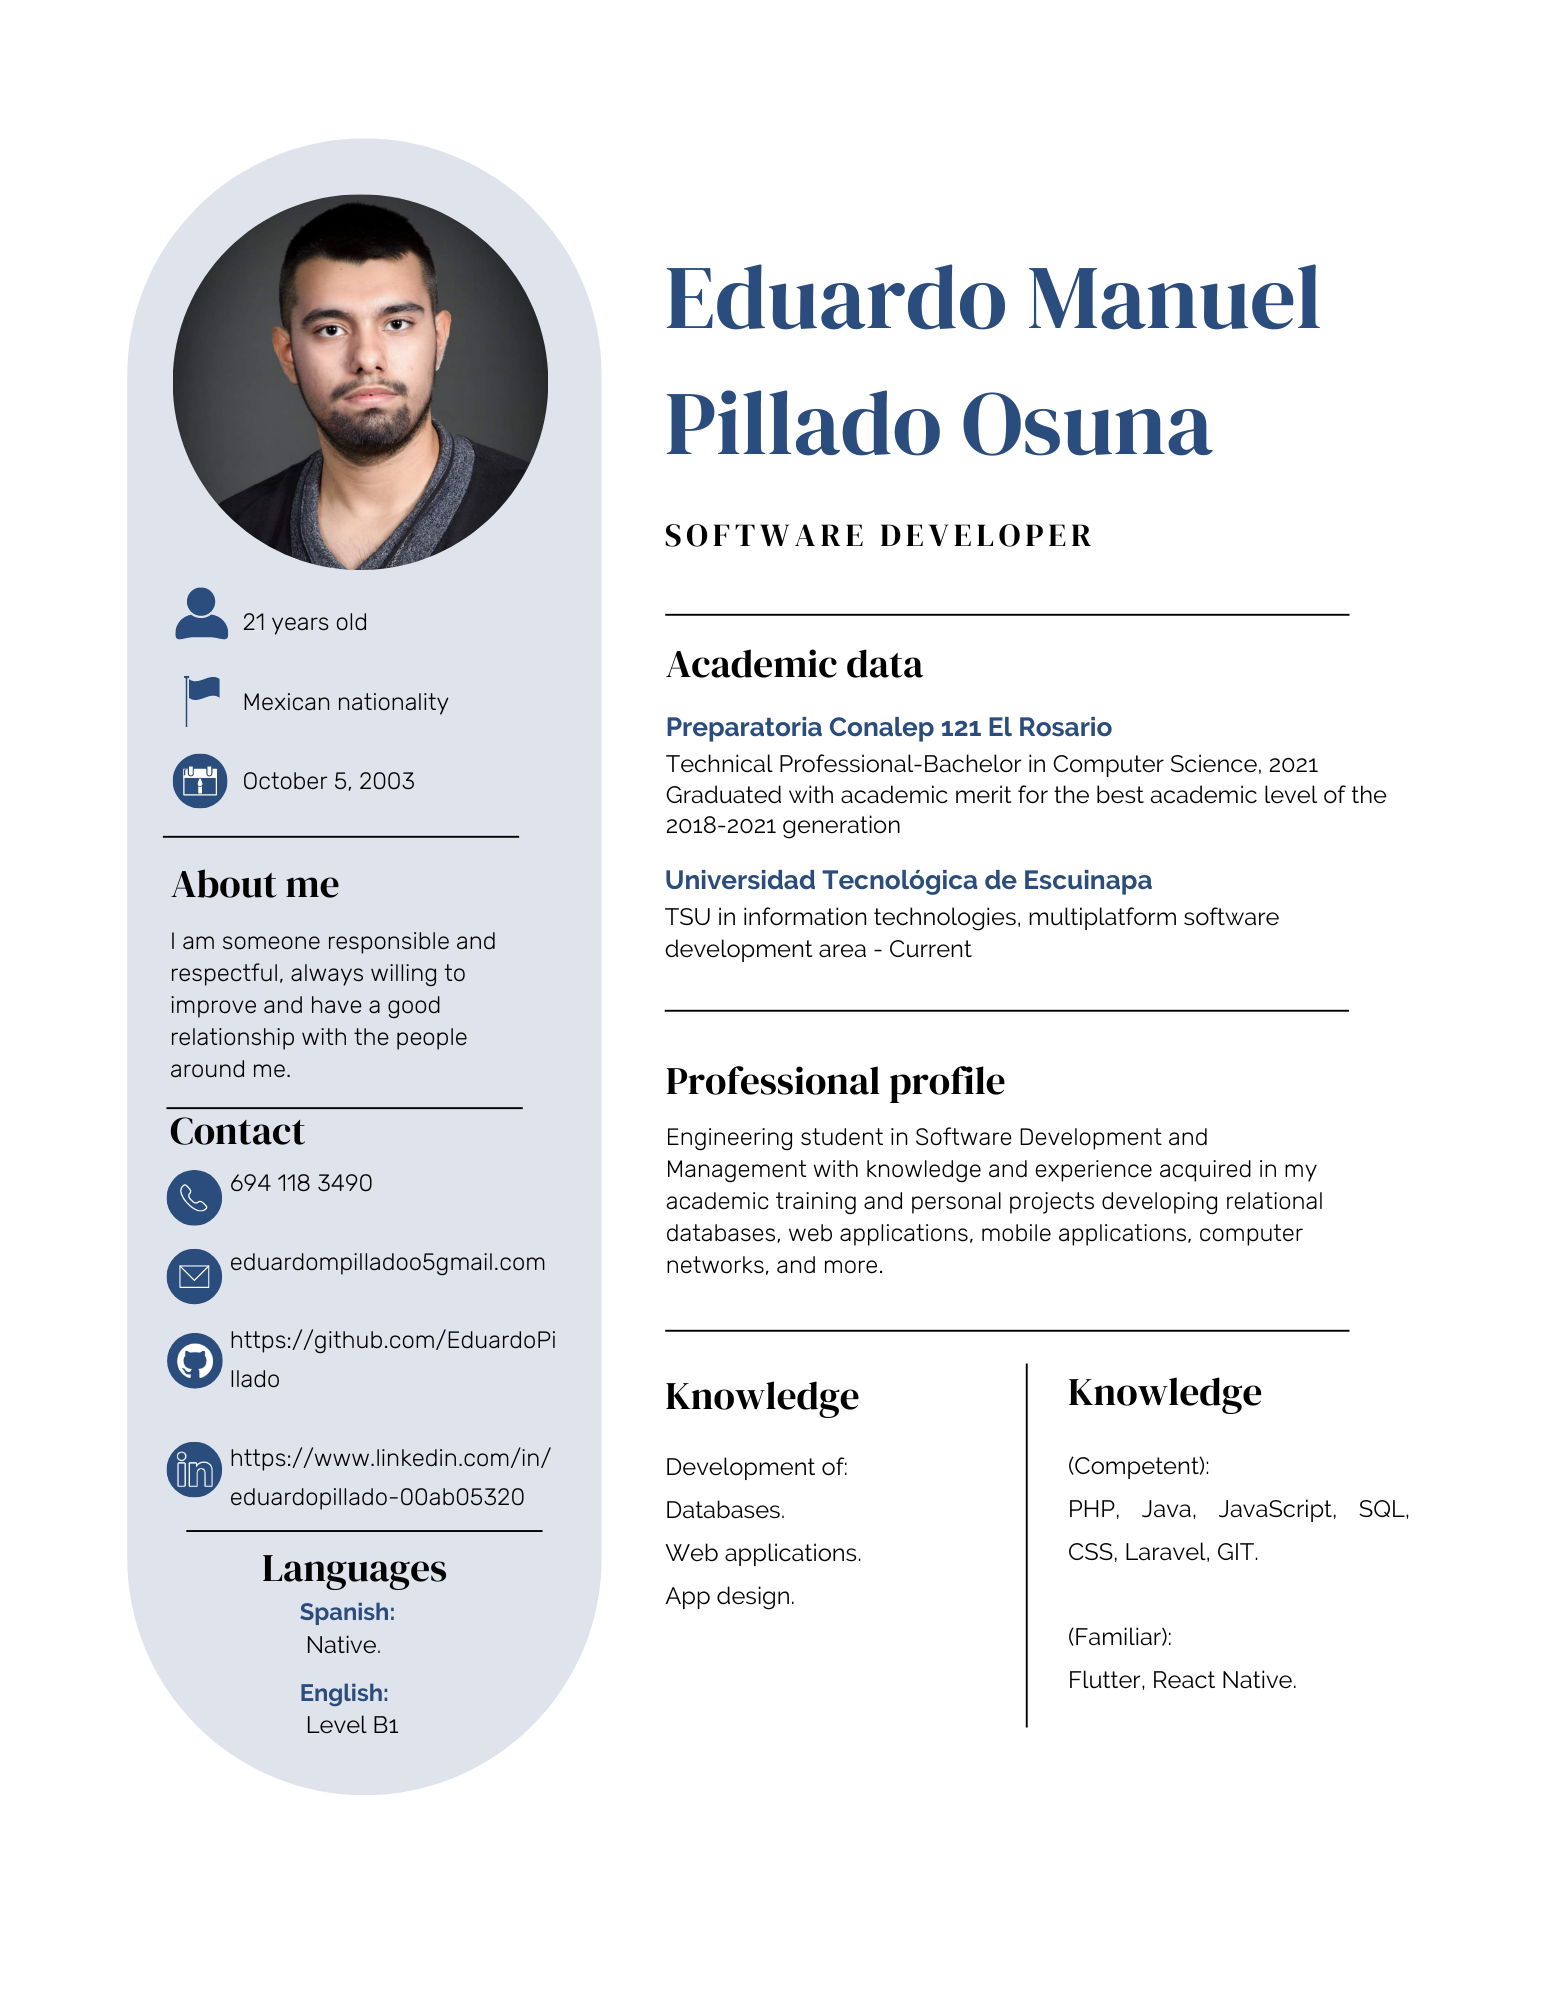 Eduardo Manuel
Pillado Osuna
SOFTWARE DEVELOPER
21 years old
Mexican nationality
October 5, 2003
About me
I am someone responsible and
respectful, always willing to
improve and have a good
relationship with the people
around me.
Contact
694 118 3490
eduardompilladoo5gmail.com
https://github.com/EduardoPi
llado
in
https://www.linkedin.com/in/
eduardopillado-00ab05320
Languages
Spanish:
Native.
English:
Level B1
Academic data
Preparatoria Conalep 121 El Rosario
Technical Professional-Bachelor in Computer Science, 2021
Graduated with academic merit for the best academic level of the
2018-2021 generation
Universidad Tecnológica de Escuinapa
TSU in information technologies, multiplatform software
development area - Current
Professional profile
Engineering student in Software Development and
Management with knowledge and experience acquired in my
academic training and personal projects developing relational
databases, web applications, mobile applications, computer
networks, and more.
Knowledge
Development of:
Databases.
Web applications.
App design.
Knowledge
(Competent):
PHP, Java, JavaScript, SQL,
CSS, Laravel, GIT.
(Familiar):
Flutter, React Native.